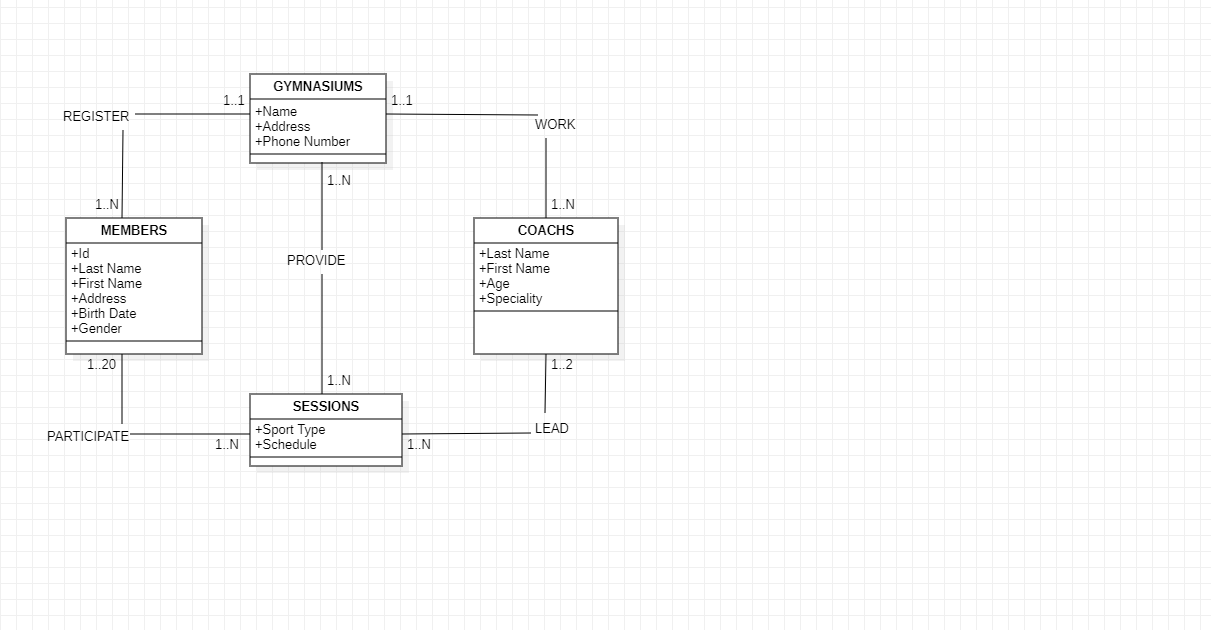 GYMNASIUMS
1..1
1..1
+Name
+Address
+Phone Number
REGISTER
WORK
1..N
1..N
1..N
MEMBERS
+Id
+Last Name
+First Name
+Address
+Birth Date
+Gender
COACHS
+Last Name
+First Name
+Age
+Speciality
PROVIDE
1..20
1..2
1..N
SESSIONS
+Sport Type
+Schedule
PARTICIPATE
1..N
1..N
LEAD